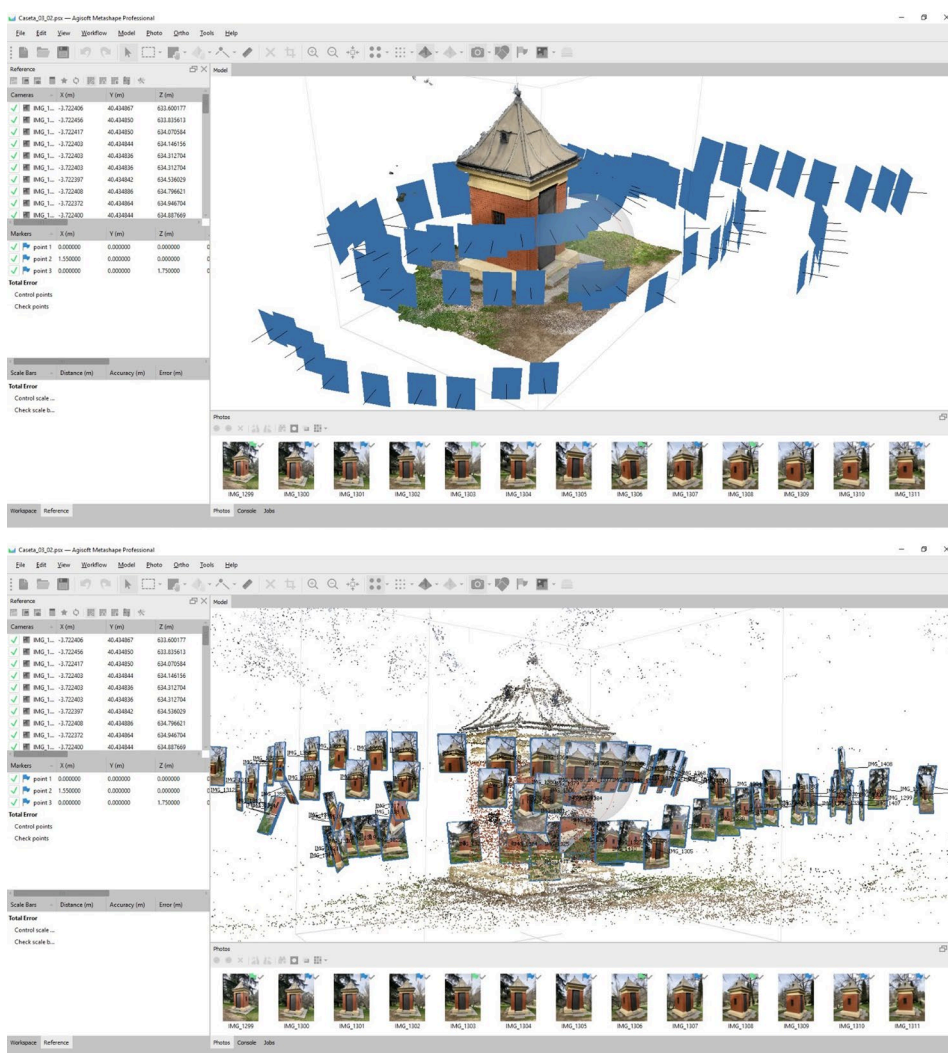 Caseta_03_02.psx — Agisoft Metashape Professional
File Edit View Workflow Model Photo Ortho Tools Help
Reference
Model
Cameras X (m) Y (m) Z (m)
IMG_1... -3.722406 40.434867 633.600177
IMG_1... -3.722456 40.434850 633.835613
IMG_1... -3.722417 40.434850 634.070584
IMG_1... -3.722403 40.434844 634.146156
IMG_1... -3.722403 40.434836 634.312704
IMG_1... -3.722403 40.434836 634.312704
IMG_1... -3.722397 40.434842 634.536029
IMG_1... -3.722408 40.434886 634.796621
IMG_1... -3.722372 40.434864 634.946704
IMG_1... -3.722400 40.434844 634.887669
Markers X (m) Y (m) Z (m)
point 1 0.000000 0.000000 0.000000
point 2 1.550000 0.000000 0.000000
point 3 0.000000 0.000000 1.750000
Total Error
Control points
Check points
Scale Bars Distance (m) Accuracy (m) Error (m)
Total Error
Control scale ...
Check scale b...
Photos
IMG_1299 IMG_1300 IMG_1301 IMG_1302 IMG_1303 IMG_1304 IMG_1305 IMG_1306 IMG_1307 IMG_1308 IMG_1309 IMG_1310 IMG_1311
Workspace Reference
Photos Console Jobs
Caseta_03_02.psx — Agisoft Metashape Professional
File Edit View Workflow Model Photo Ortho Tools Help
Reference
Model
Cameras X (m) Y (m) Z (m)
IMG_1... -3.722406 40.434867 633.600177
IMG_1... -3.722456 40.434850 633.835613
IMG_1... -3.722417 40.434850 634.070584
IMG_1... -3.722403 40.434844 634.146156
IMG_1... -3.722403 40.434836 634.312704
IMG_1... -3.722403 40.434836 634.312704
IMG_1... -3.722397 40.434842 634.536029
IMG_1... -3.722408 40.434886 634.796621
IMG_1... -3.722372 40.434864 634.946704
IMG_1... -3.722400 40.434844 634.887669
Markers X (m) Y (m) Z (m)
point 1 0.000000 0.000000 0.000000
point 2 1.550000 0.000000 0.000000
point 3 0.000000 0.000000 1.750000
Total Error
Control points
Check points
IMG_1408
IMG_1305
Scale Bars Distance (m) Accuracy (m) Error (m)
Total Error
Control scale ...
Check scale b...
Photos
IMG_1299 IMG_1300 IMG_1301 IMG_1302 IMG_1303 IMG_1304 IMG_1305 IMG_1306 IMG_1307 IMG_1308 IMG_1309 IMG_1310 IMG_1311
Workspace Reference
Photos Console Jobs